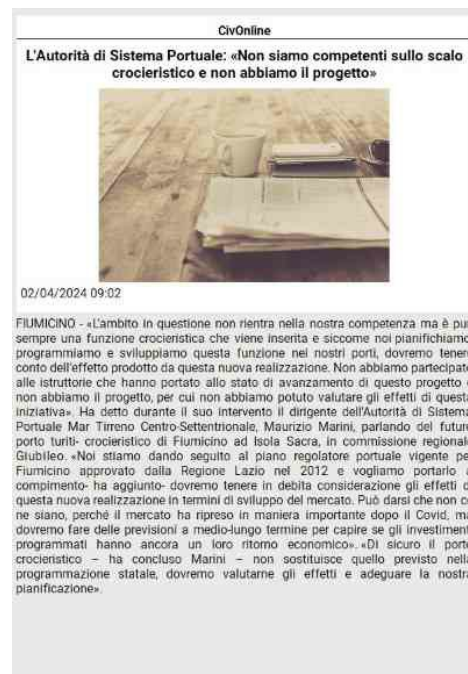 CivOnline
L'Autorità di Sistema Portuale: «Non siamo competenti sullo scalo
crocieristico e non abbiamo il progetto»
02/04/2024 09:02
FIUMICINO - «L'ambito in questione non rientra nella nostra competenza ma è pur
sempre una funzione crocieristica che viene inserita e siccome noi pianifichiamo
programmiamo e sviluppiamo questa funzione nei nostri porti, dovremo tener
conto dell'effetto prodotto da questa nuova realizzazione. Non abbiamo partecipato
alle istruttorie che hanno portato allo stato di avanzamento di questo progetto
non abbiamo il progetto, per cui non abbiamo potuto valutare gli effetti di questa
iniziativa». Ha detto durante il suo intervento il dirigente dell'Autorità di Sistema
Portuale Mar Tirreno Centro-Settentrionale, Maurizio Marini, parlando del futuro
porto turiti- crocieristico di Fiumicino ad Isola Sacra, in commissione regionale
Giubileo. «Noi stiamo dando seguito al piano regolatore portuale vigente per
Fiumicino approvato dalla Regione Lazio nel 2012 e vogliamo portarlo a
compimento- ha aggiunto- dovremo tenere in debita considerazione gli effetti di
questa nuova realizzazione in termini di sviluppo del mercato. Può darsi che non ce
ne siano, perché il mercato ha ripreso in maniera importante dopo il Covid, ma
dovremo fare delle previsioni a medio-lungo termine per capire se gli investimenti
programmati hanno ancora un loro ritorno economico». «Di sicuro il porto
crocieristico – ha concluso Marini – non sostituisce quello previsto nella
programmazione statale, dovremo valutarne gli effetti e adeguare la nostra
pianificazione».